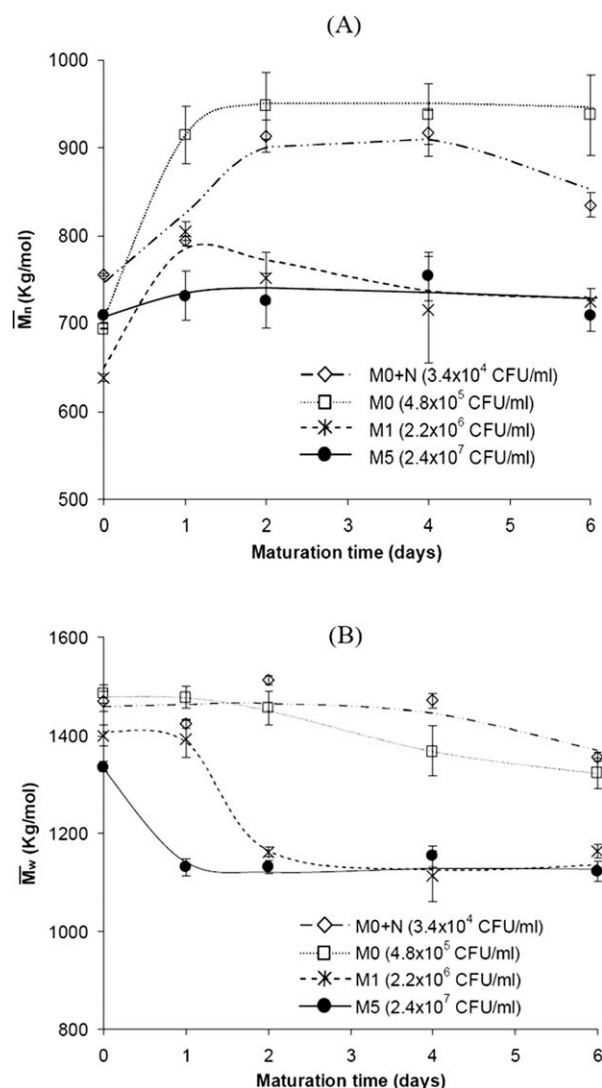 (A)
1000
900
800
700
600
500
M̅n (Kg/mol)
M0+N (3.4x10⁴ CFU/ml)
M0 (4.8x10⁵ CFU/ml)
M1 (2.2x10⁶ CFU/ml)
M5 (2.4x10⁷ CFU/ml)
0 1 2 3 4 5 6
Maturation time (days)
(B)
1600
1400
1200
1000
800
M̅w (Kg/mol)
M0+N (3.4x10⁴ CFU/ml)
M0 (4.8x10⁵ CFU/ml)
M1 (2.2x10⁶ CFU/ml)
M5 (2.4x10⁷ CFU/ml)
0 1 2 3 4 5 6
Maturation time (days)